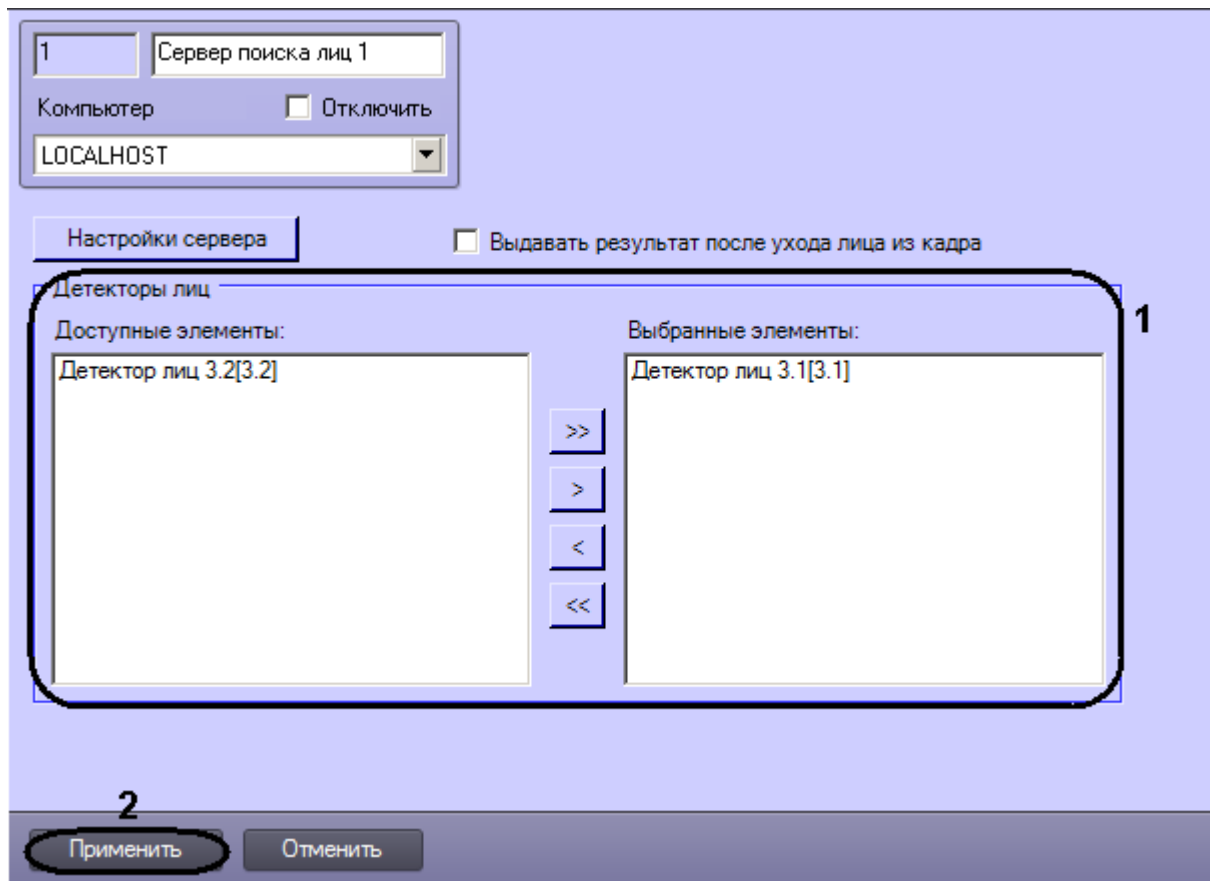 1 Сервер поиска лиц 1
Компьютер Отключить
LOCALHOST
Настройки сервера Выдавать результат после ухода лица из кадра
Детекторы лиц
1
Доступные элементы: Выбранные элементы:
Детектор лиц 3.2[3.2] Детектор лиц 3.1[3.1]
>>
>
<
<<
2
Применить Отменить